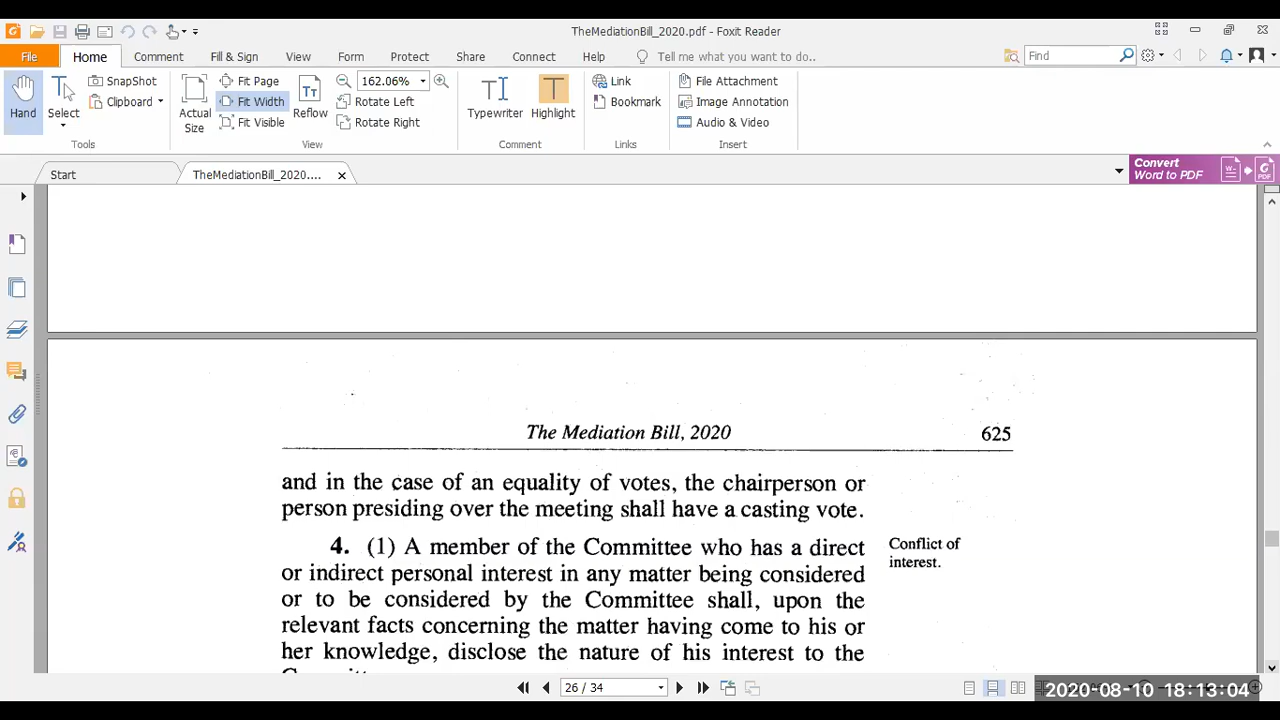 TheMediationBill_2020.pdf - Foxit Reader
File Home Comment Fill & Sign View Form Protect Share Connect Help Tell me what you want to do.. Find
Hand Select SnapShot Clipboard Actual Size Fit Page Fit Width Fit Visible Reflow 162.06% Rotate Left Rotate Right Typewriter Highlight Link Bookmark File Attachment Image Annotation Audio & Video
Tools View Comment Links Insert
Start TheMediationBill_2020.... Convert Word to PDF
The Mediation Bill, 2020 625
and in the case of an equality of votes, the chairperson or
person presiding over the meeting shall have a casting vote.
4. (1) A member of the Committee who has a direct
Conflict of
interest.
or indirect personal interest in any matter being considered
or to be considered by the Committee shall, upon the
relevant facts concerning the matter having come to his or
her knowledge, disclose the nature of his interest to the
26 / 34
2020-08-10 18:13:04